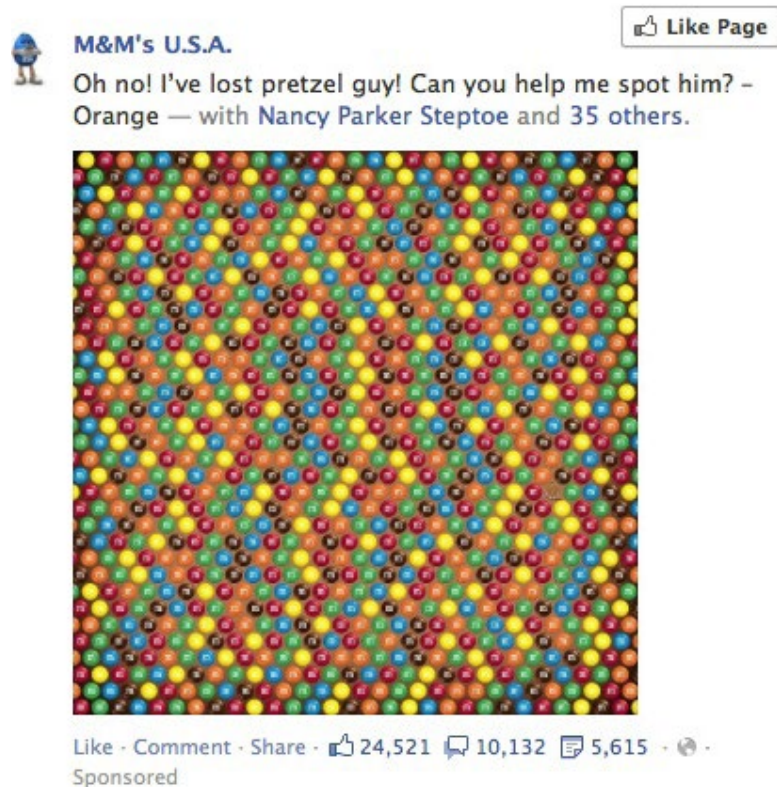 Like Page
M&M's U.S.A.
Oh no! I've lost pretzel guy! Can you help me spot him? –
Orange — with Nancy Parker Steptoe and 35 others.
Like · Comment · Share · 24,521 10,132 5,615 · ·
Sponsored